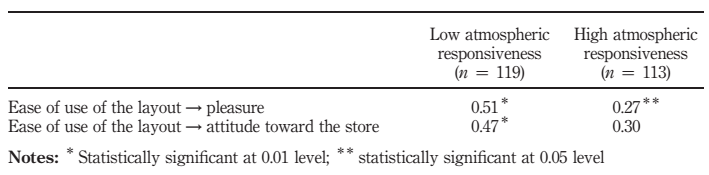 Low atmospheric High atmospheric
responsiveness responsiveness
(n = 119) (n = 113)
Ease of use of the layout → pleasure 0.51* 0.27**
Ease of use of the layout → attitude toward the store 0.47* 0.30
Notes: * Statistically significant at 0.01 level; ** statistically significant at 0.05 level